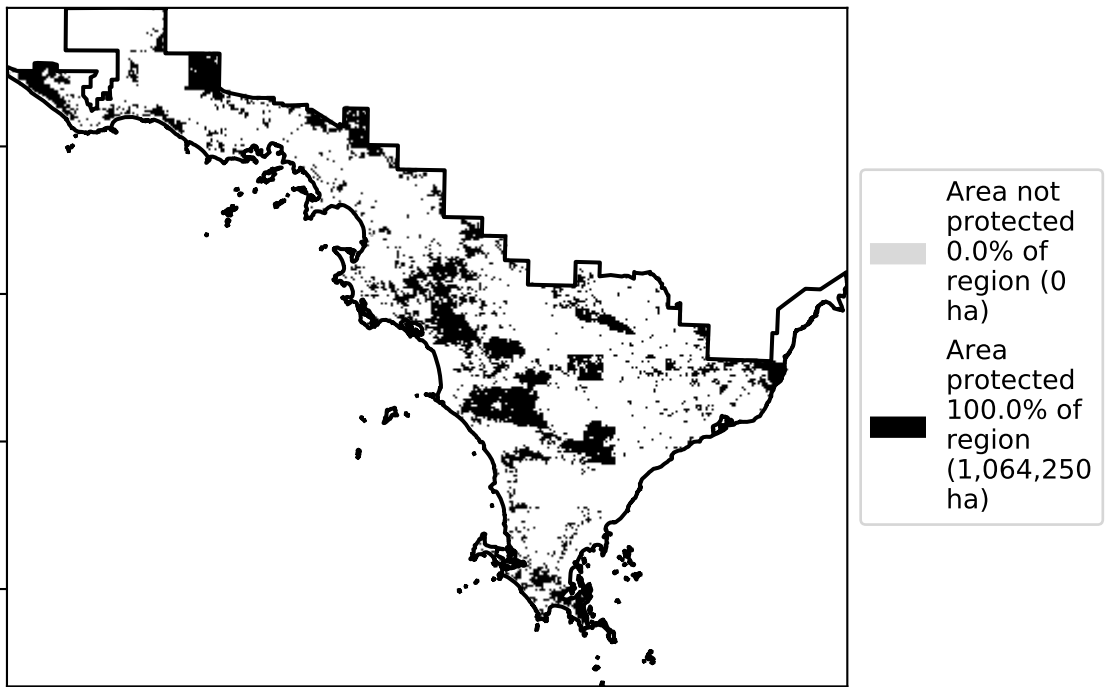 Area not
protected
0.0% of
region (0
ha)
Area
protected
100.0% of
region
(1,064,250
ha)